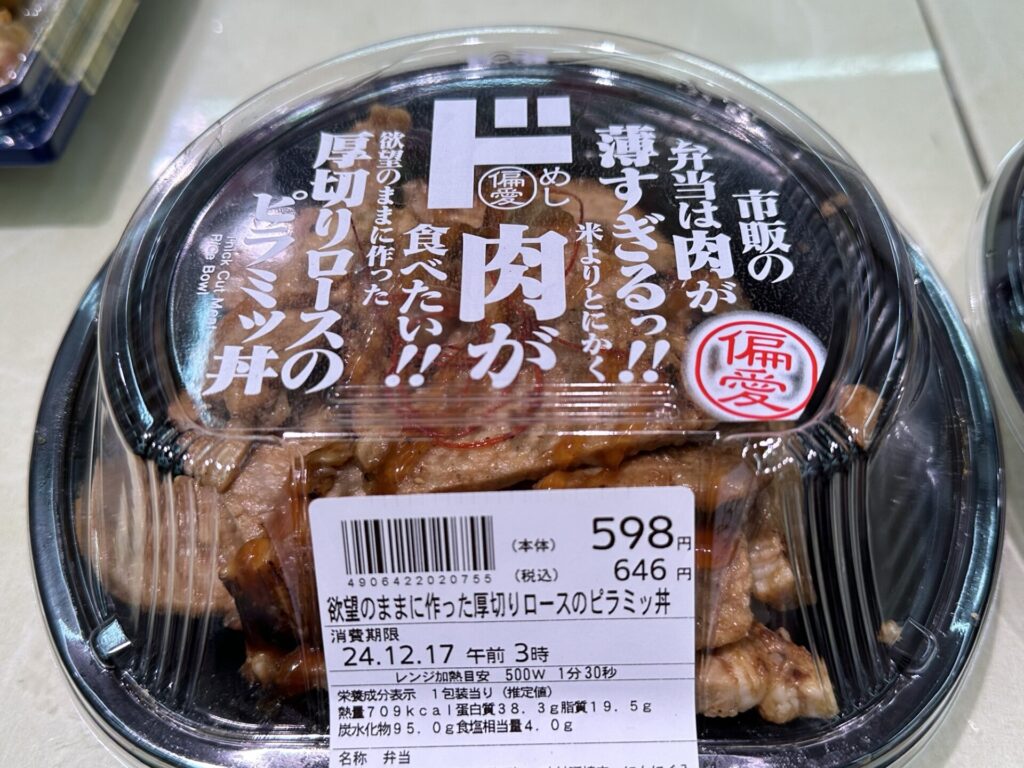 市販の
弁当は肉が
薄すぎるっ!!
米よりとにかく
ド
偏愛
めし
肉が
食べたい!!
欲望のままに作った
厚切りロースの
ピラミッ丼
Thick Cut
Rice Bowl
偏愛
4906422020755
(本体) 598円
(税込) 646円
欲望のままに作った厚切りロースのピラミッ丼
消費期限
24.12.17 午前 3時
レンジ加熱目安 500W 1分30秒
栄養成分表示 1包装当り(推定値)
熱量709kcal蛋白質38.3g脂質19.5g
炭水化物95.0g食塩相当量4.0g
名称 弁当